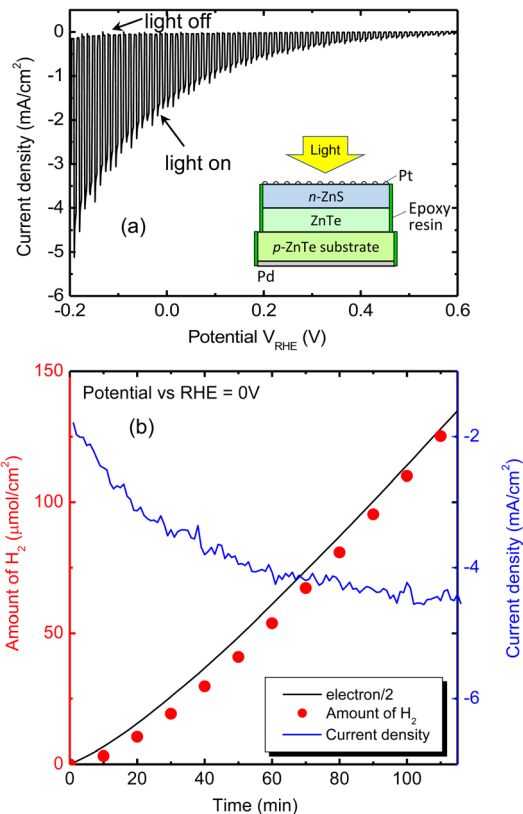 light off
0
-1
-2
-3
-4
-5
-6
Current density (mA/cm²)
light on
(a)
Light
Pt
n-ZnS
ZnTe
Epoxy
resin
p-ZnTe substrate
Pd
-0.2
0.0
0.2
0.4
0.6
Potential V_RHE (V)
150
100
50
0
Amount of H₂ (μmol/cm²)
Potential vs RHE = 0V
(b)
-2
-4
-6
Current density (mA/cm²)
electron/2
Amount of H₂
Current density
0
20
40
60
80
100
Time (min)